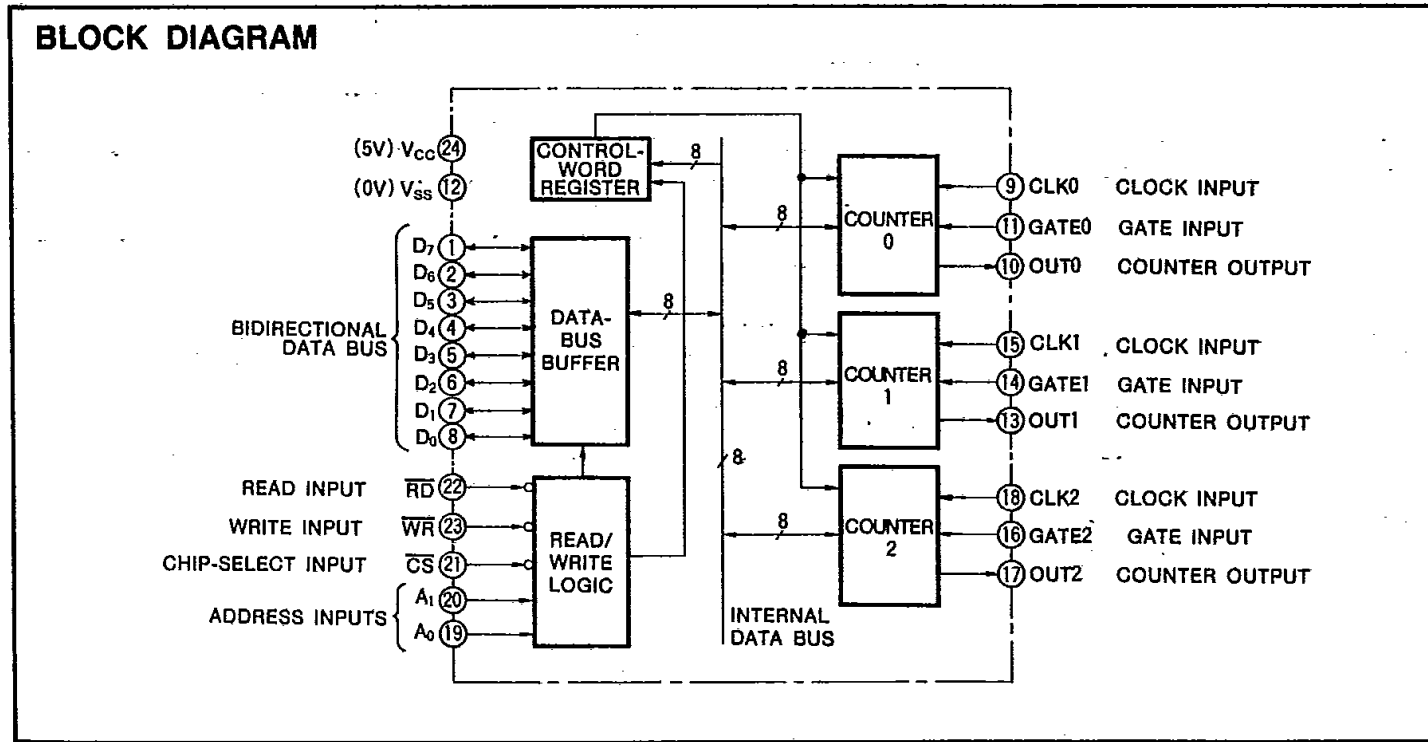 BLOCK DIAGRAM
(5V) VCC 24
(0V) VSS 12
BIDIRECTIONAL
DATA BUS
D7 1
D6 2
D5 3
D4 4
D3 5
D2 6
D1 7
D0 8
READ INPUT RD 22
WRITE INPUT WR 23
CHIP-SELECT INPUT CS 21
ADDRESS INPUTS
A1 20
A0 19
CONTROL-
WORD
REGISTER
DATA-
BUS
BUFFER
READ/
WRITE
LOGIC
8
8
8
8
8
8
INTERNAL
DATA BUS
COUNTER
0
COUNTER
1
COUNTER
2
9 CLK0 CLOCK INPUT
11 GATE0 GATE INPUT
10 OUT0 COUNTER OUTPUT
15 CLK1 CLOCK INPUT
14 GATE1 GATE INPUT
13 OUT1 COUNTER OUTPUT
18 CLK2 CLOCK INPUT
16 GATE2 GATE INPUT
17 OUT2 COUNTER OUTPUT